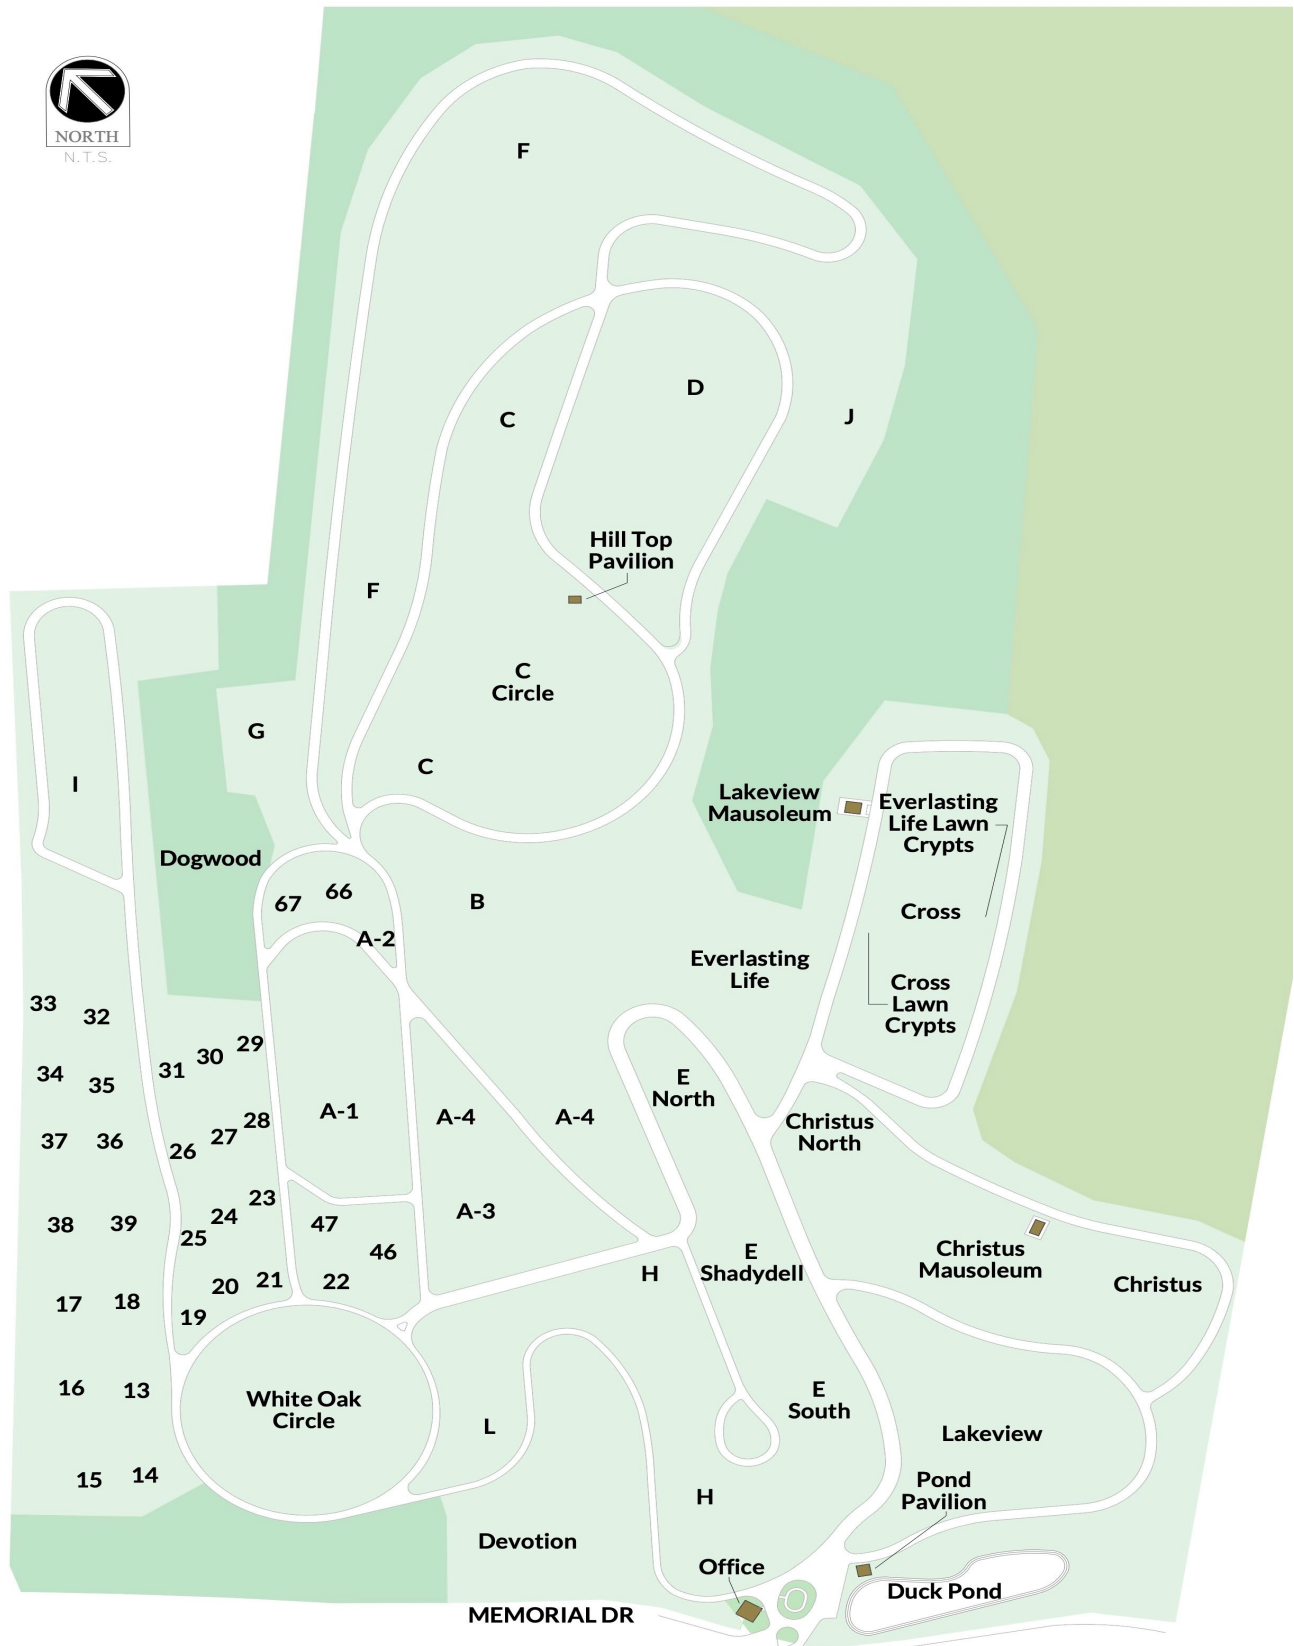 NORTH
N.T.S.
F
D
C
J
Hill Top
Pavilion
F
C
Circle
G
C
I
Lakeview
Mausoleum
Everlasting
Life Lawn
Crypts
Dogwood
67
66
B
Cross
A-2
Everlasting
Life
Cross
Lawn
Crypts
33
32
31
30
29
34
35
E
North
A-1
A-4
A-4
Christus
North
37
36
26
27
28
38
39
25
24
23
47
46
A-3
H
E
Shadydell
Christus
Mausoleum
Christus
17
18
19
20
21
22
16
13
White Oak
Circle
L
E
South
Lakeview
15
14
H
Pond
Pavilion
Devotion
Office
Duck Pond
MEMORIAL DR